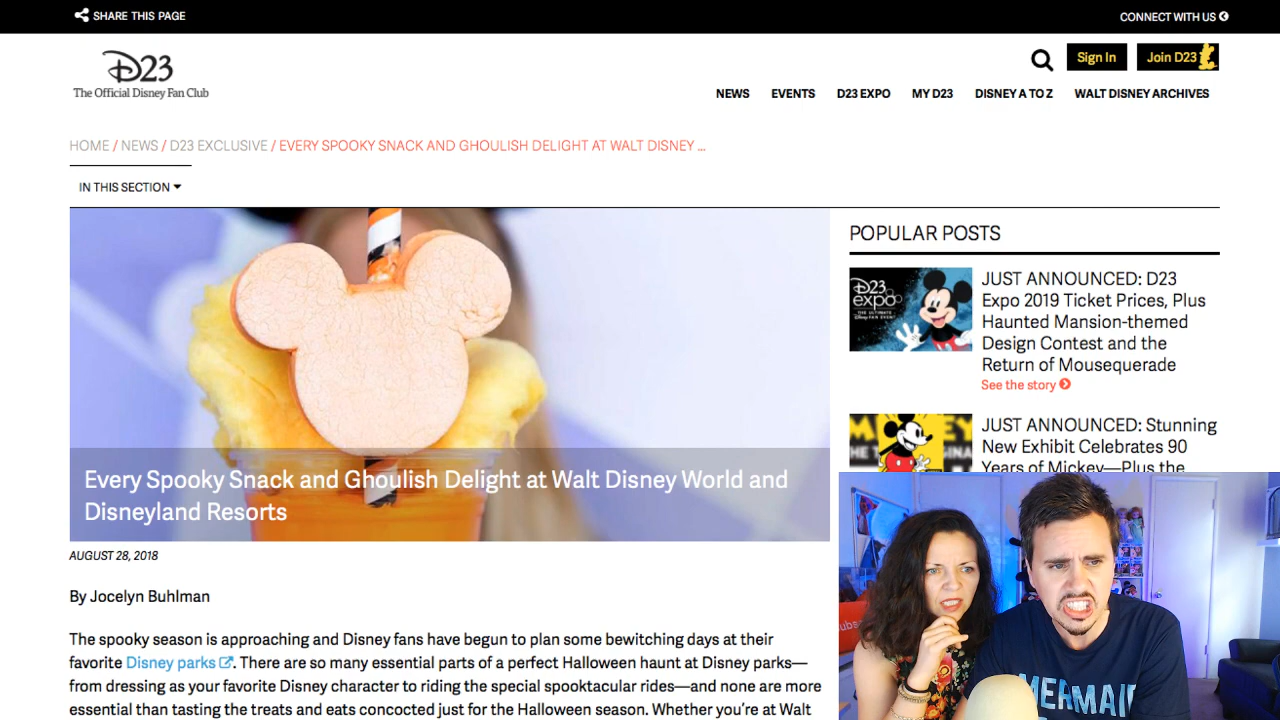 SHARE THIS PAGE
CONNECT WITH US
D23
The Official Disney Fan Club
Sign In
Join D23
NEWS
EVENTS
D23 EXPO
MY D23
DISNEY A TO Z
WALT DISNEY ARCHIVES
HOME / NEWS / D23 EXCLUSIVE / EVERY SPOOKY SNACK AND GHOULISH DELIGHT AT WALT DISNEY ...
IN THIS SECTION
Every Spooky Snack and Ghoulish Delight at Walt Disney World and
Disneyland Resorts
AUGUST 28, 2018
By Jocelyn Buhlman
The spooky season is approaching and Disney fans have begun to plan some bewitching days at their
favorite Disney parks. There are so many essential parts of a perfect Halloween haunt at Disney parks—
from dressing as your favorite Disney character to riding the special spooktacular rides—and none are more
essential than tasting the treats and eats concocted just for the Halloween season. Whether you're at Walt
POPULAR POSTS
D23
expo
THE ULTIMATE
Disney FAN EVENT
JUST ANNOUNCED: D23
Expo 2019 Ticket Prices, Plus
Haunted Mansion-themed
Design Contest and the
Return of Mousequerade
See the story
JUST ANNOUNCED: Stunning
New Exhibit Celebrates 90
Years of Mickey—Plus the
MERMAID